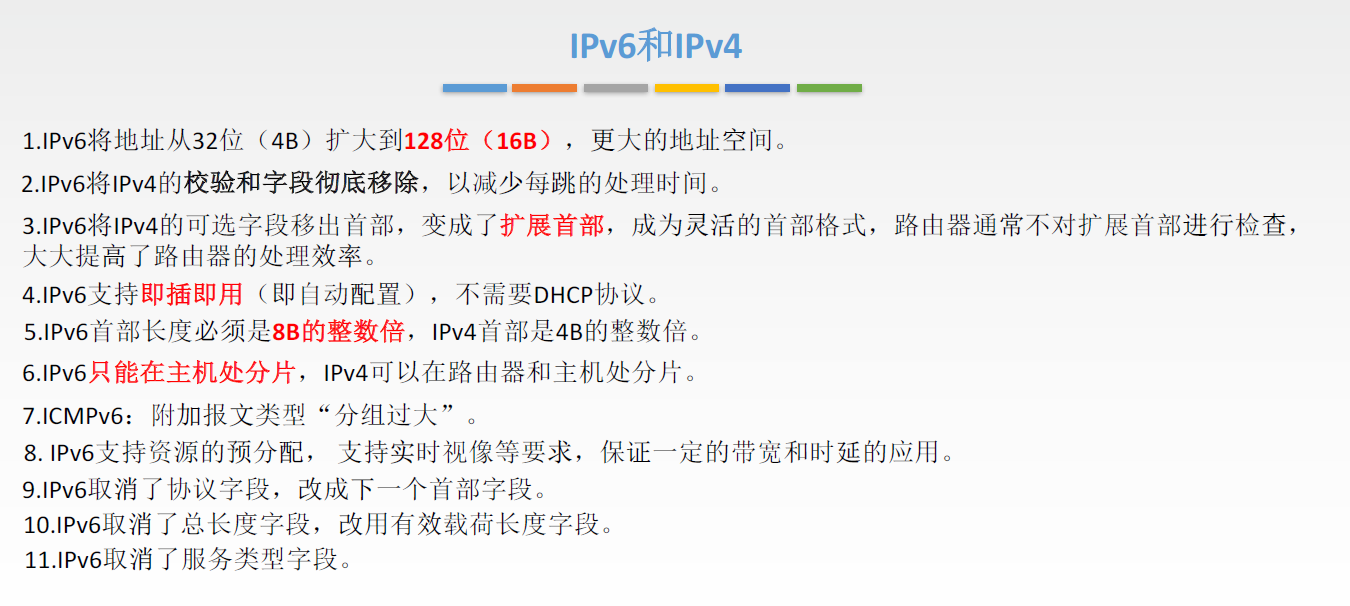 IPv6和IPv4
1.IPv6将地址从32位（4B）扩大到128位（16B），更大的地址空间。
2.IPv6将IPv4的校验和字段彻底移除，以减少每跳的处理时间。
3.IPv6将IPv4的可选字段移出首部，变成了扩展首部，成为灵活的首部格式，路由器通常不对扩展首部进行检查，
大大提高了路由器的处理效率。
4.IPv6支持即插即用（即自动配置），不需要DHCP协议。
5.IPv6首部长度必须是8B的整数倍，IPv4首部是4B的整数倍。
6.IPv6只能在主机处分片，IPv4可以在路由器和主机处分片。
7.ICMPv6：附加报文类型“分组过大”。
8. IPv6支持资源的预分配， 支持实时视像等要求，保证一定的带宽和时延的应用。
9.IPv6取消了协议字段，改成下一个首部字段。
10.IPv6取消了总长度字段，改用有效载荷长度字段。
11.IPv6取消了服务类型字段。